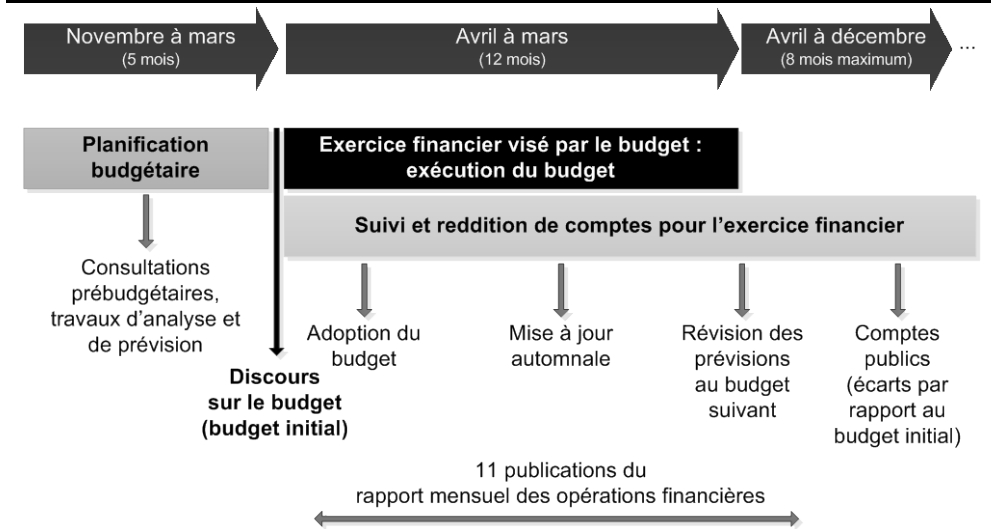 Novembre à mars
(5 mois)
Avril à mars
(12 mois)
Avril à décembre
(8 mois maximum)
...
Planification
budgétaire
Exercice financier visé par le budget :
exécution du budget
Suivi et reddition de comptes pour l'exercice financier
Consultations
prébudgétaires,
travaux d'analyse et
de prévision
Discours
sur le budget
(budget initial)
Adoption du
budget
Mise à jour
automnale
Révision des
prévisions
au budget
suivant
Comptes
publics
(écarts par
rapport au
budget initial)
11 publications du
rapport mensuel des opérations financières